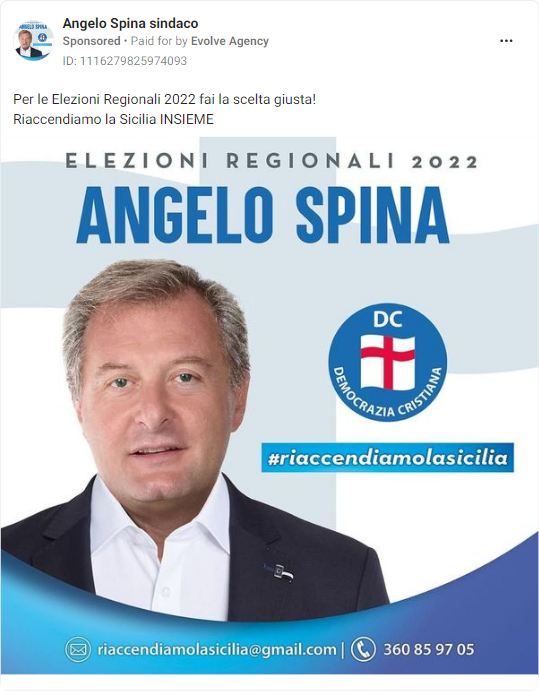 Angelo Spina sindaco
Sponsored • Paid for by Evolve Agency
ID: 1116279825974093
Per le Elezioni Regionali 2022 fai la scelta giusta!
Riaccendiamo la Sicilia INSIEME
ELEZIONI REGIONALI 2022
ANGELO SPINA
DC
DEMOCRAZIA CRISTIANA
#riaccendiamolasicilia
riaccendiamolasicilia@gmail.com | 360 85 97 05